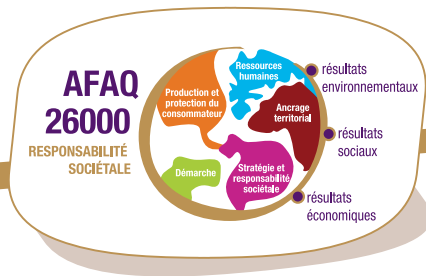 AFAQ
26000
RESPONSABILITÉ
SOCIÉTALE
Production et
protection du
consommateur
Ressources
humaines
Ancrage
territorial
Démarche
Stratégie et
responsabilité
sociétale
résultats
environnementaux
résultats
sociaux
résultats
économiques